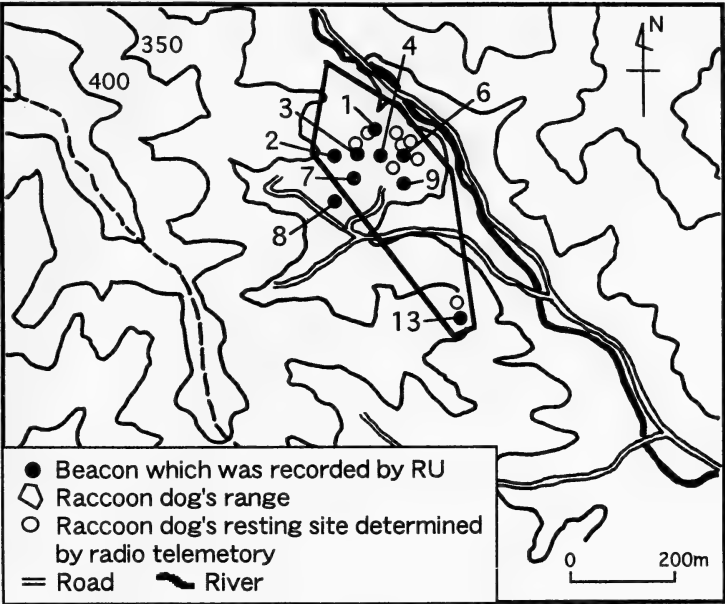 350
400
N
4
6
3
1
2
7
9
8
13
Beacon which was recorded by RU
Raccoon dog's range
Raccoon dog's resting site determined
by radio telemetory
Road River
0 200m